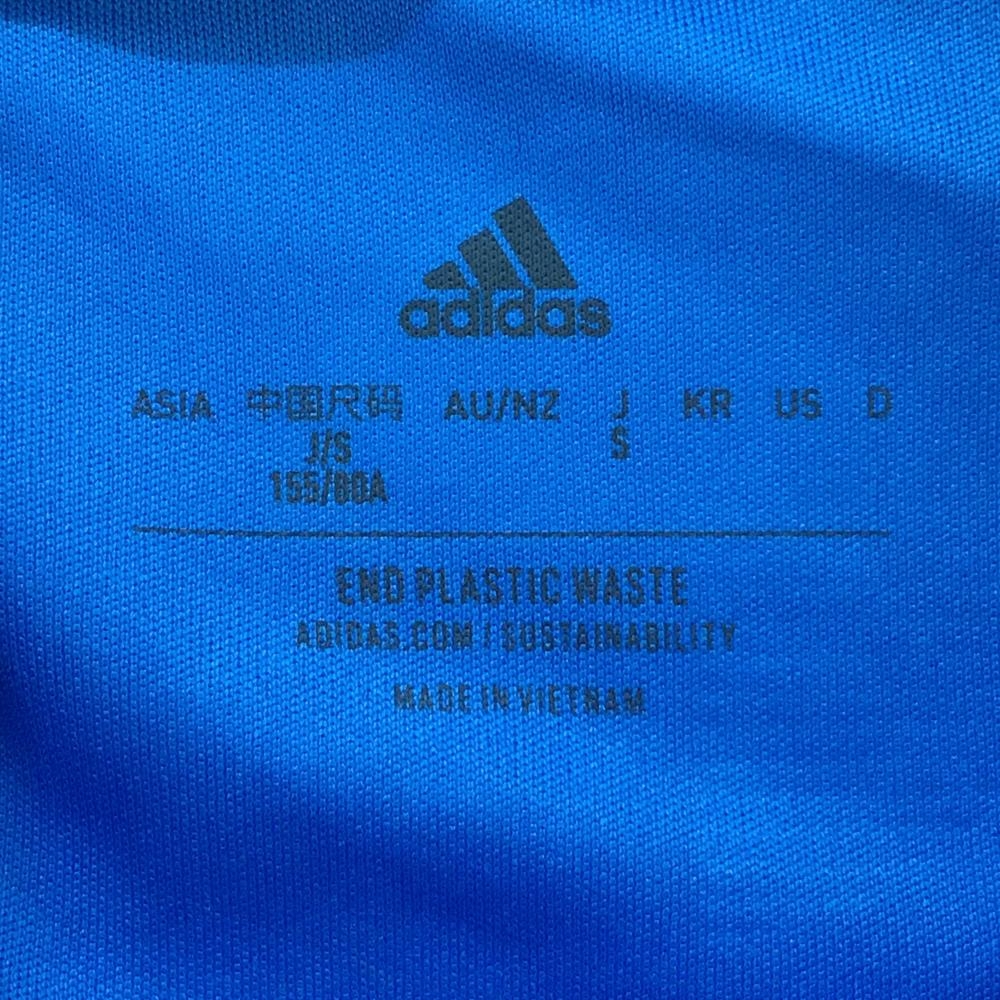 adidas
ASIA 中国尺码 AU/NZ J KR US D
J/S S
155/80A
END PLASTIC WASTE
ADIDAS.COM / SUSTAINABILITY
MADE IN VIETNAM